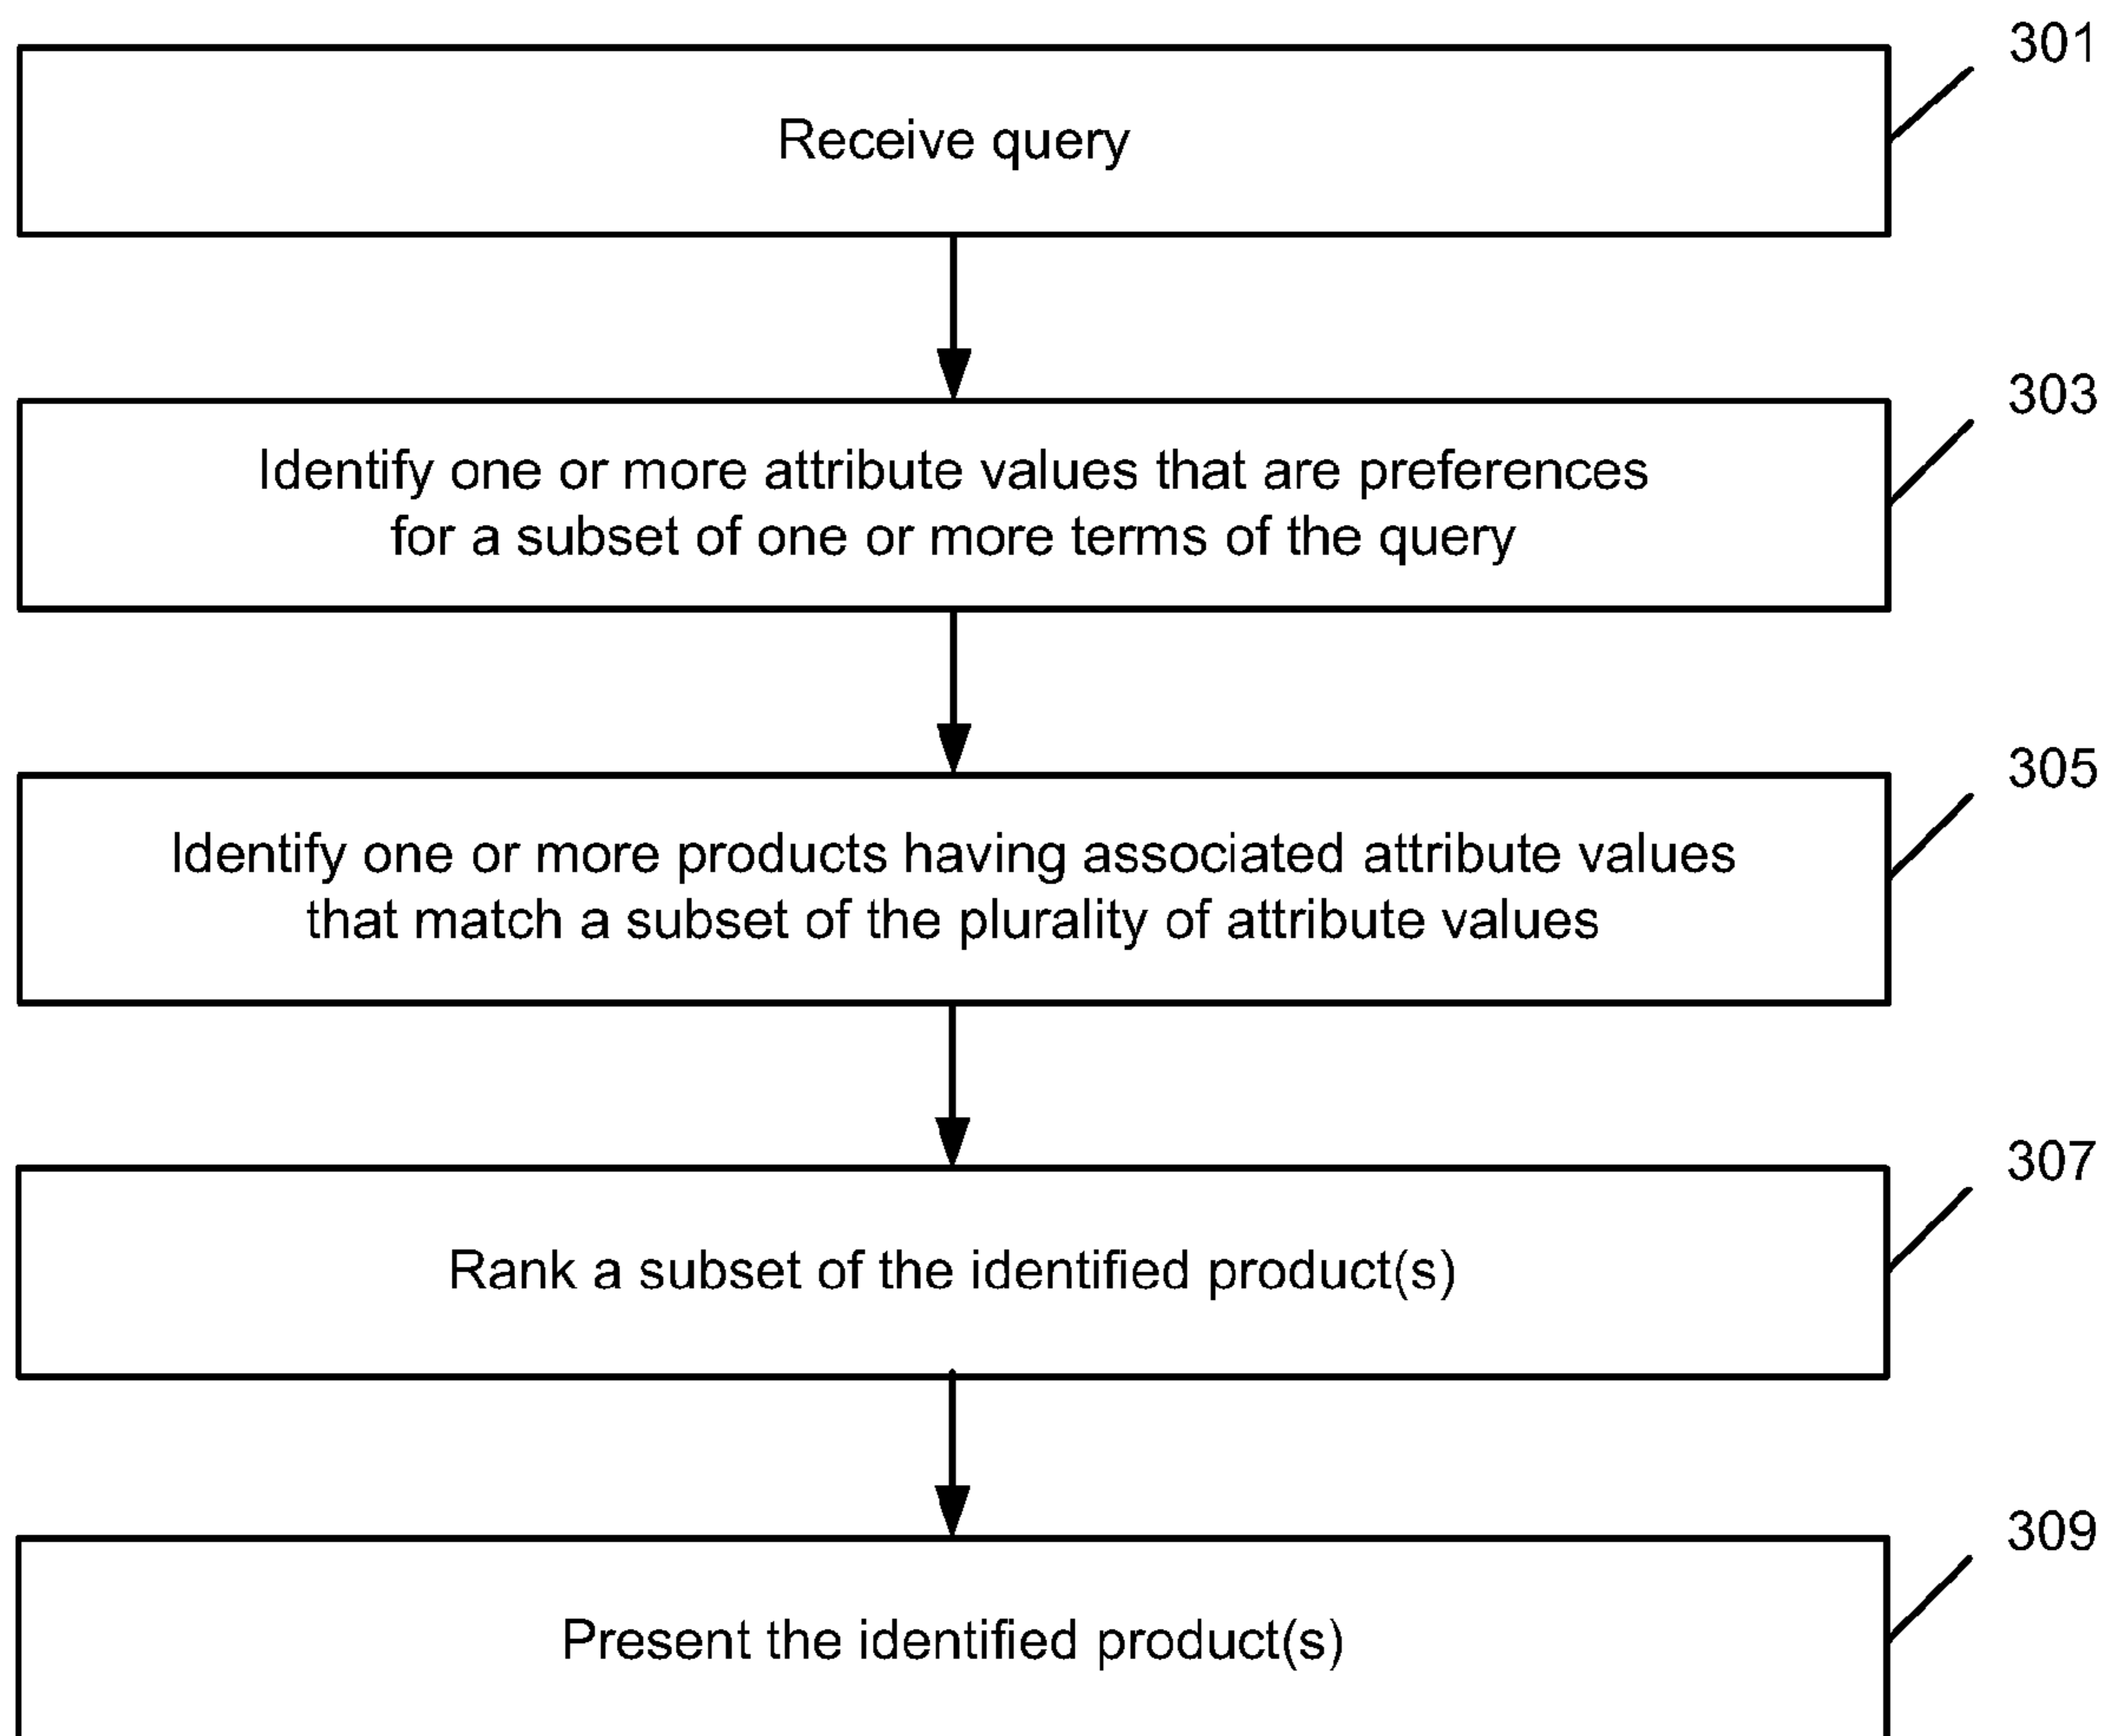 301
Receive query
303
Identify one or more attribute values that are preferences
for a subset of one or more terms of the query
305
Identify one or more products having associated attribute values
that match a subset of the plurality of attribute values
307
Rank a subset of the identified product(s)
309
Present the identified product(s)